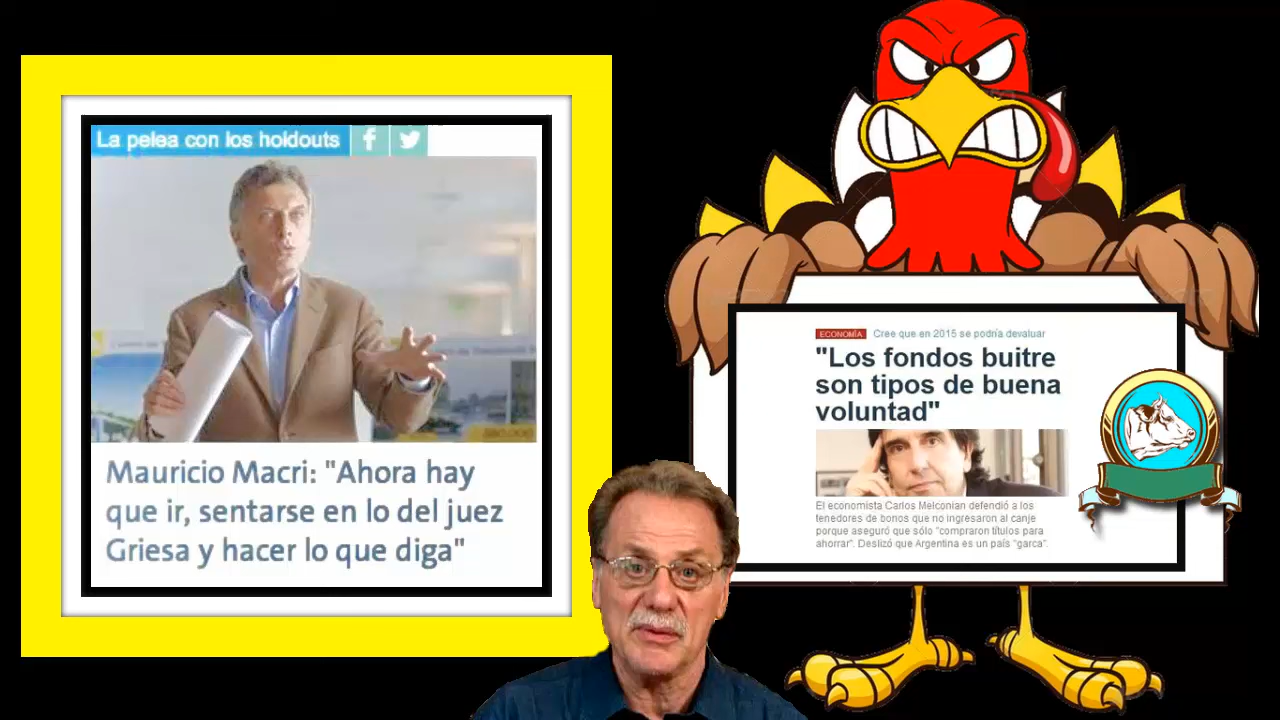 La pelea con los holdouts
Mauricio Macri: "Ahora hay
que ir, sentarse en lo del juez
Griesa y hacer lo que diga"
ECONOMÍA Cree que en 2015 se podría devaluar
"Los fondos buitre
son tipos de buena
voluntad"
El economista Carlos Melconian defendió a los
tenedores de bonos que no ingresaron al canje
porque aseguró que sólo "compraron títulos para
ahorrar". Deslizó que Argentina es un país "garca".